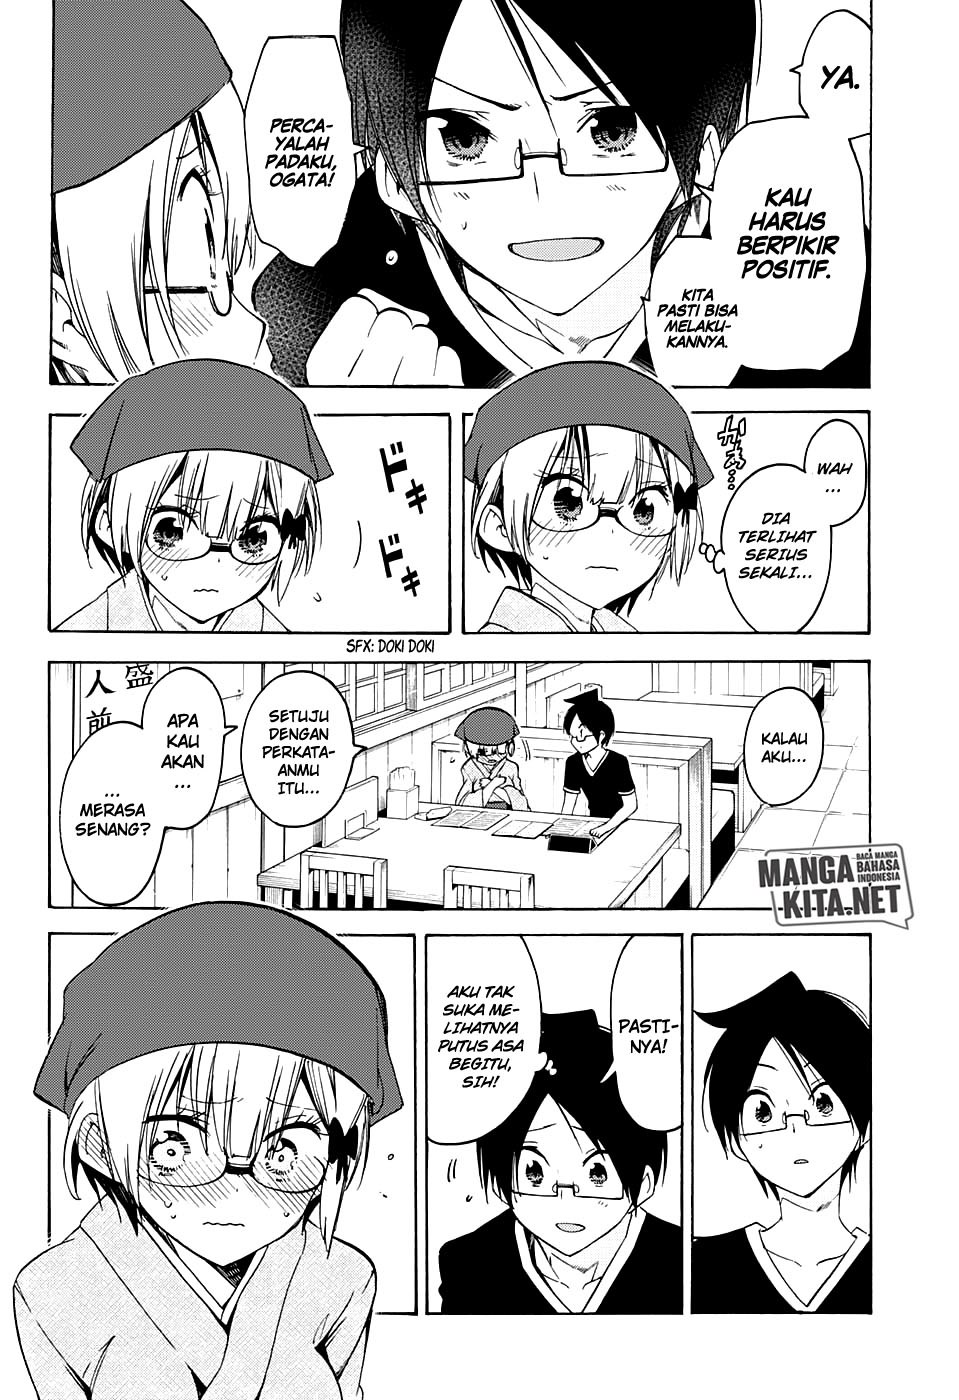 YA.
KAU
HARUS
BERPIKIR
POSITIF.
KITA
PASTI BISA
MELAKU-
KANNYA.
PERCA-
YALAH
PADAKU,
OGATA!
WAH
...
DIA
TERLIHAT
SERIUS
SEKALI...
ドキ
ドキ
SFX: DOKI DOKI
KALAU
AKU...
SETUJU
DENGAN
PERKATA-
ANMU
ITU...
APA
KAU
AKAN
...
...
MERASA
SENANG?
盛
人前
MANGA
KITA.NET
BACA MANGA
BAHASA
INDONESIA
PASTI-
NYA!
AKU TAK
SUKA ME-
LIHATNYA
PUTUS ASA
BEGITU,
SIH!